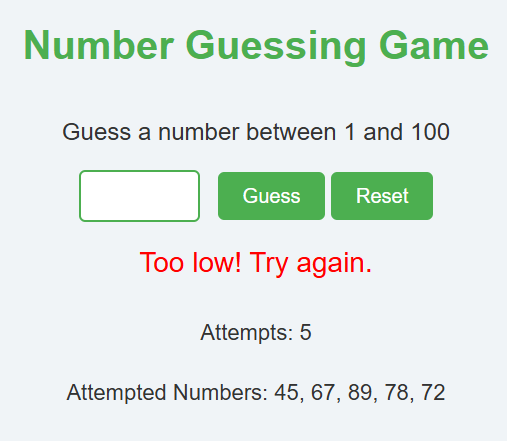 Number Guessing Game
Guess a number between 1 and 100
Guess Reset
Too low! Try again.
Attempts: 5
Attempted Numbers: 45, 67, 89, 78, 72